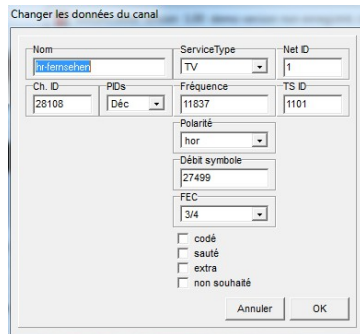 Changer les données du canal
Nom
hr-fernsehen
ServiceType
TV
Net ID
1
Ch. ID
28108
PIDs
Déc
Fréquence
11837
TS ID
1101
Polarité
hor
Débit symbole
27499
FEC
3/4
codé
sauté
extra
non souhaité
Annuler
OK